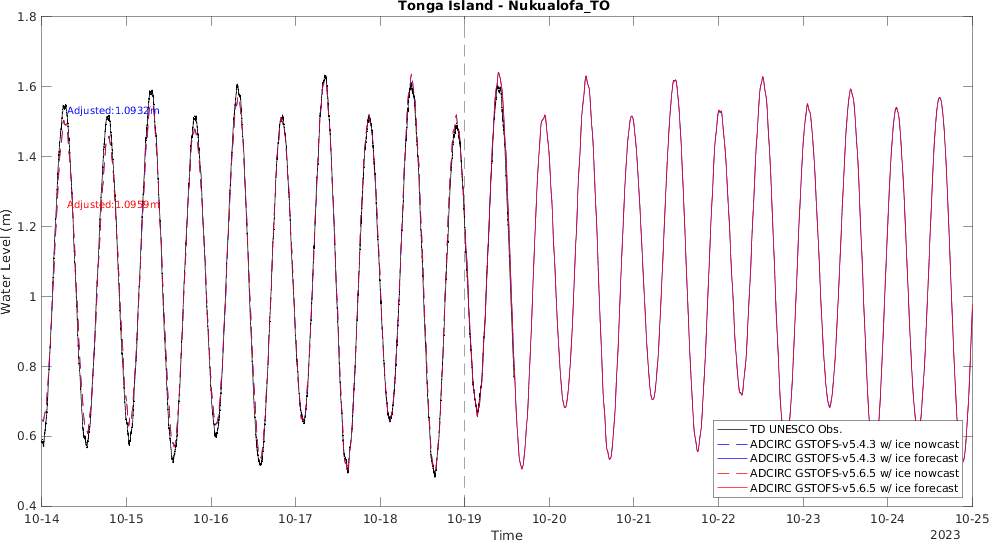 Tonga Island - Nukualofa_TO
1.8
1.6
1.4
1.2
1
0.8
0.6
0.4
Water Level (m)
Adjusted:1.0932m
Adjusted:1.0959m
TD UNESCO Obs.
ADCIRC GSTOFS-v5.4.3 w/ ice nowcast
ADCIRC GSTOFS-v5.4.3 w/ ice forecast
ADCIRC GSTOFS-v5.6.5 w/ ice nowcast
ADCIRC GSTOFS-v5.6.5 w/ ice forecast
10-14 10-15 10-16 10-17 10-18 10-19 10-20 10-21 10-22 10-23 10-24 10-25
Time
2023